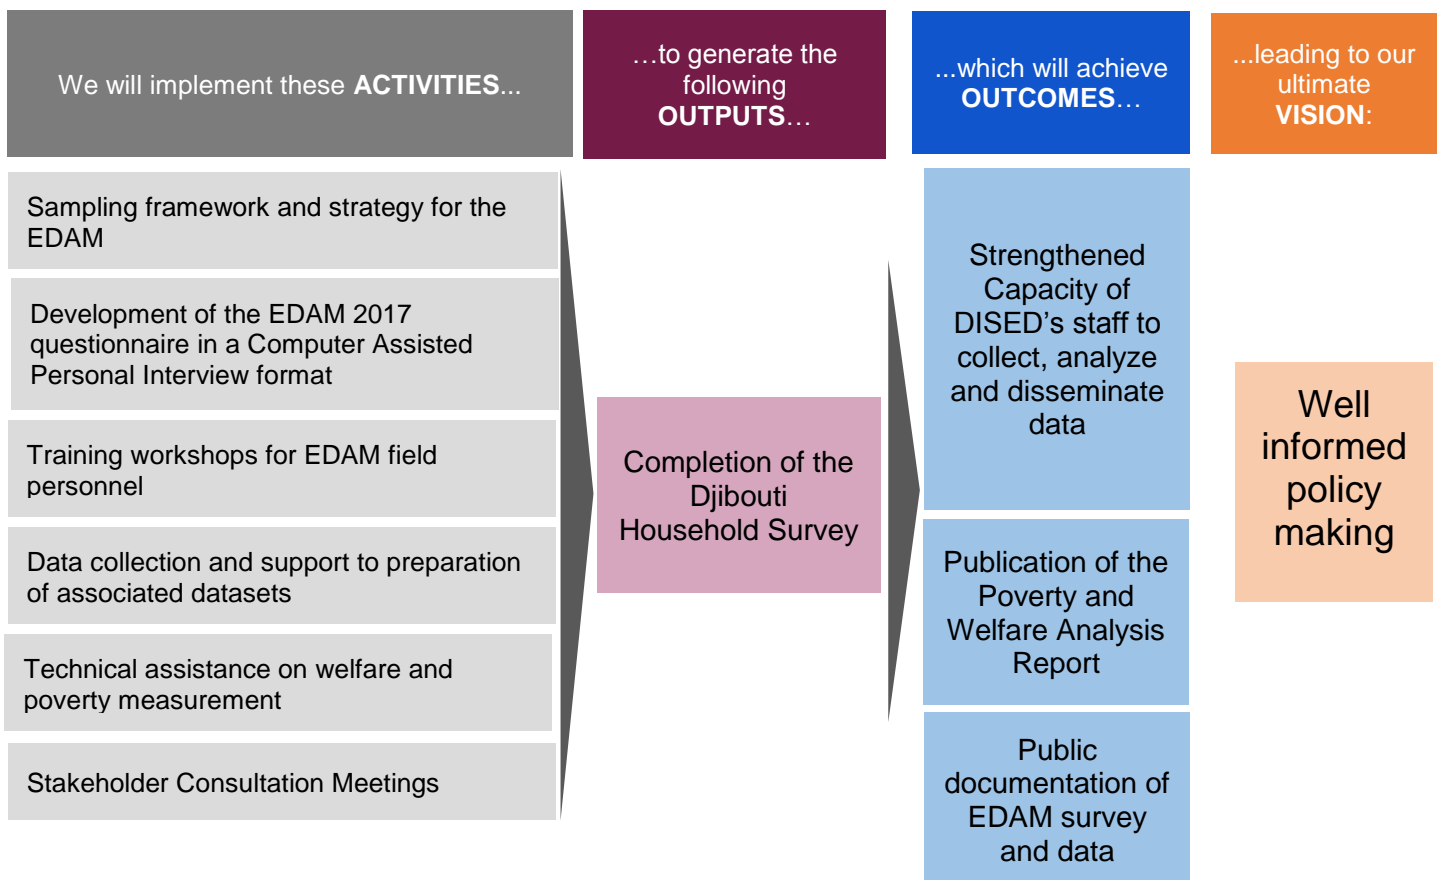 We will implement these ACTIVITIES...
…to generate the
following
OUTPUTS…
...which will achieve
OUTCOMES…
...leading to our
ultimate
VISION:
Sampling framework and strategy for the
EDAM
Development of the EDAM 2017
questionnaire in a Computer Assisted
Personal Interview format
Training workshops for EDAM field
personnel
Data collection and support to preparation
of associated datasets
Technical assistance on welfare and
poverty measurement
Stakeholder Consultation Meetings
Completion of the
Djibouti
Household Survey
Strengthened
Capacity of
DISED’s staff to
collect, analyze
and disseminate
data
Publication of the
Poverty and
Welfare Analysis
Report
Public
documentation of
EDAM survey
and data
Well
informed
policy
making